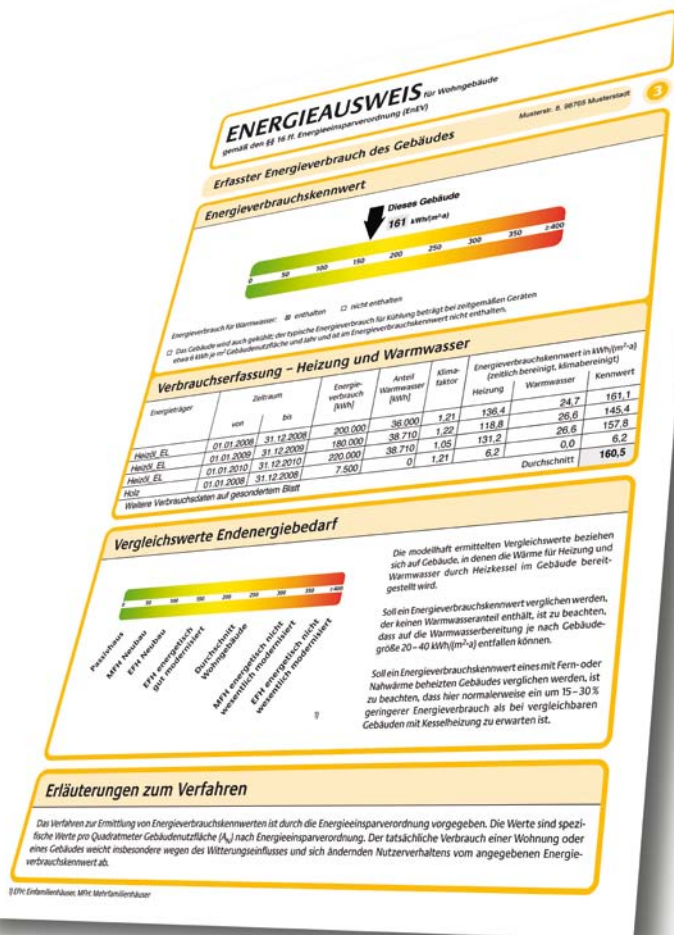 ENERGIEAUSWEIS für Wohngebäude
gemäß den §§ 16 ff. Energieeinsparverordnung (EnEV)
Erfasster Energieverbrauch des Gebäudes
Musterstr. 8, 98765 Musterstadt
3
Energieverbrauchskennwert
Dieses Gebäude
161 kWh/(m²·a)
0 50 100 150 200 250 300 350 ≥400
Energieverbrauch für Warmwasser: ☒ enthalten ☐ nicht enthalten
☐ Das Gebäude wird auch gekühlt; der typische Energieverbrauch für Kühlung beträgt bei zeitgemäßen Geräten
etwa 6 kWh je m² Gebäudenutzfläche und Jahr und ist im Energieverbrauchskennwert nicht enthalten.
Verbrauchserfassung – Heizung und Warmwasser
Energieträger Zeitraum Energie-verbrauch [kWh] Anteil Warmwasser [kWh] Klima-faktor Energieverbrauchskennwert in kWh/(m²·a) (zeitlich bereinigt, klimabereinigt)
von bis Heizung Warmwasser Kennwert
Heizöl_EL 01.01.2008 31.12.2008 200.000 36.000 1,21 136,4 24,7 161,1
Heizöl_EL 01.01.2009 31.12.2009 180.000 38.710 1,22 118,8 26,6 145,4
Heizöl_EL 01.01.2010 31.12.2010 220.000 38.710 1,05 131,2 26,6 157,8
Holz 01.01.2008 31.12.2008 7.500 0 1,21 6,2 0,0 6,2
Weitere Verbrauchsdaten auf gesondertem Blatt Durchschnitt 160,5
Vergleichswerte Endenergiebedarf
0 50 100 150 200 250 300 350 ≥400
Passivhaus
MFH Neubau
EFH Neubau
EFH energetisch
gut modernisiert
Durchschnitt
Wohngebäude
MFH energetisch nicht
wesentlich modernisiert
EFH energetisch nicht
wesentlich modernisiert
1)
Die modellhaft ermittelten Vergleichswerte beziehen
sich auf Gebäude, in denen die Wärme für Heizung und
Warmwasser durch Heizkessel im Gebäude bereit-
gestellt wird.
Soll ein Energieverbrauchskennwert verglichen werden,
der keinen Warmwasseranteil enthält, ist zu beachten,
dass auf die Warmwasserbereitung je nach Gebäude-
größe 20–40 kWh/(m²·a) entfallen können.
Soll ein Energieverbrauchskennwert eines mit Fern- oder
Nahwärme beheizten Gebäudes verglichen werden, ist
zu beachten, dass hier normalerweise ein um 15–30 %
geringerer Energieverbrauch als bei vergleichbaren
Gebäuden mit Kesselheizung zu erwarten ist.
Erläuterungen zum Verfahren
Das Verfahren zur Ermittlung von Energieverbrauchskennwerten ist durch die Energieeinsparverordnung vorgegeben. Die Werte sind spezi-
fische Werte pro Quadratmeter Gebäudenutzfläche (Aₙ) nach Energieeinsparverordnung. Der tatsächliche Verbrauch einer Wohnung oder
eines Gebäudes weicht insbesondere wegen des Witterungseinflusses und sich ändernden Nutzerverhaltens vom angegebenen Energie-
verbrauchskennwert ab.
1) EFH: Einfamilienhäuser, MFH: Mehrfamilienhäuser